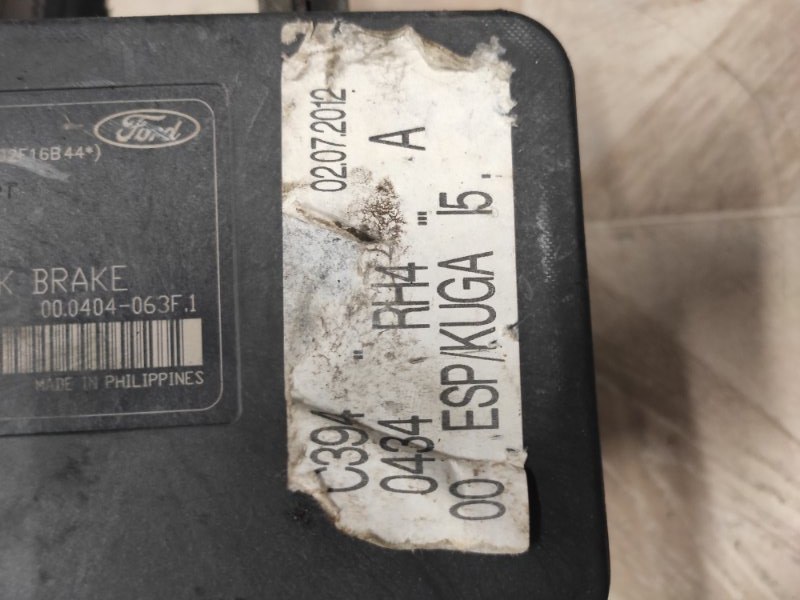 Ford
02F16B44*)
K BRAKE
00.0404-063F.1
MADE IN PHILIPPINES
C394 " 02.07.2012
0434 RH4 ... A
00 ESP/KUGA I5.